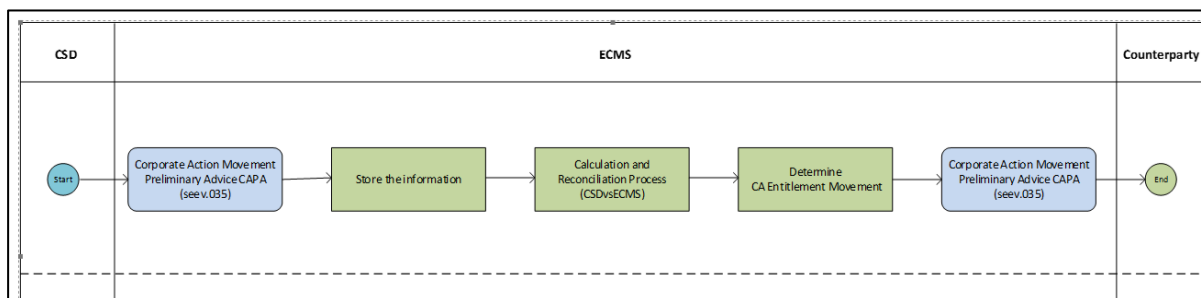 CSD
ECMS
Counterparty
Start
Corporate Action Movement
Preliminary Advice CAPA
(seev.035)
Store the information
Calculation and
Reconciliation Process
(CSDvsECMS)
Determine
CA Entitlement Movement
Corporate Action Movement
Preliminary Advice CAPA
(seev.035)
End